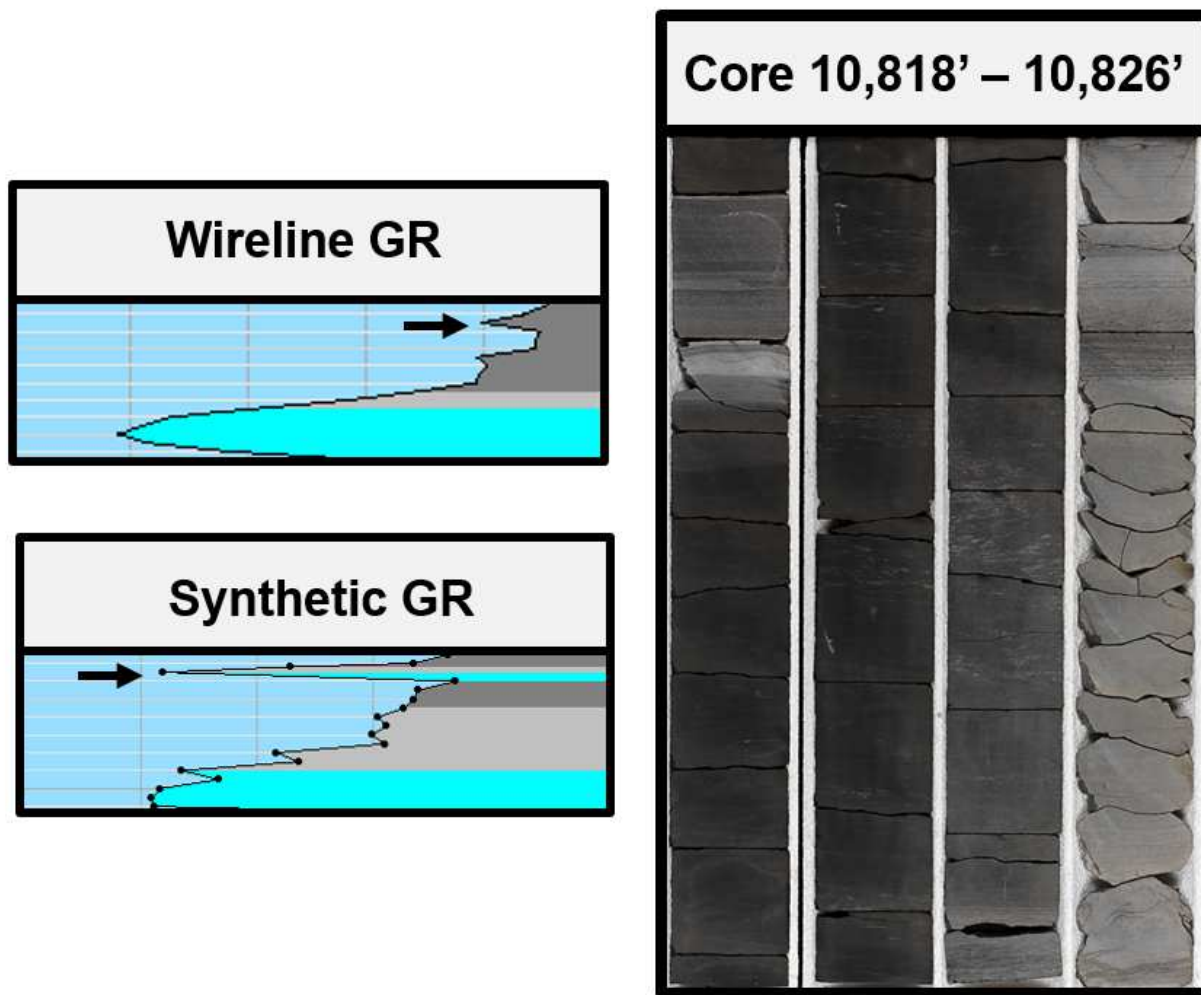 Wireline GR
Synthetic GR
Core 10,818’ – 10,826’